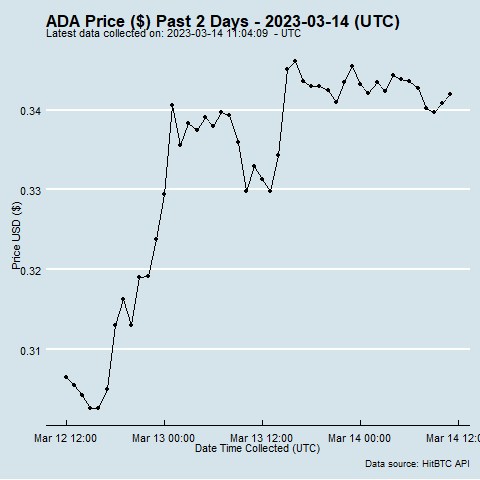 ADA Price ($) Past 2 Days - 2023-03-14 (UTC)
Latest data collected on: 2023-03-14 11:04:09  - UTC
Price USD ($)
0.34
0.33
0.32
0.31
Mar 12 12:00 Mar 13 00:00 Mar 13 12:00 Mar 14 00:00 Mar 14 12:00
Date Time Collected (UTC)
Data source: HitBTC API